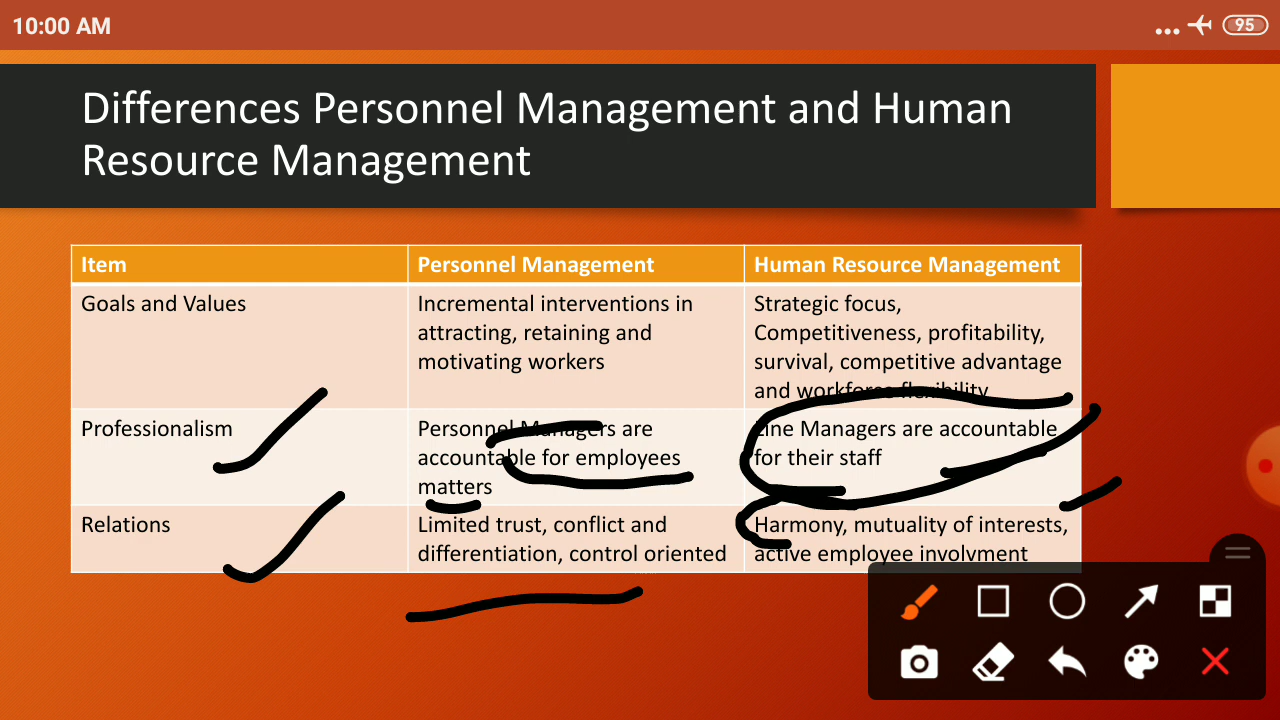 10:00 AM
95
Differences Personnel Management and Human
Resource Management
Item
Personnel Management
Human Resource Management
Goals and Values
Incremental interventions in
attracting, retaining and
motivating workers
Strategic focus,
Competitiveness, profitability,
survival, competitive advantage
and workforce flexibility
Professionalism
Personnel Managers are
accountable for employees
matters
Line Managers are accountable
for their staff
Relations
Limited trust, conflict and
differentiation, control oriented
Harmony, mutuality of interests,
active employee involvment